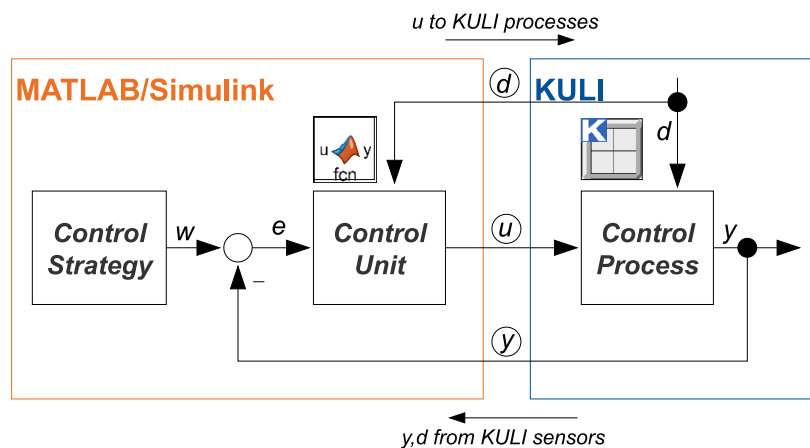 u to KULI processes
MATLAB/Simulink
d
KULI
K
d
u y
fcn
Control
Strategy
w
e
Control
Unit
u
Control
Process
y
–
y
y,d from KULI sensors